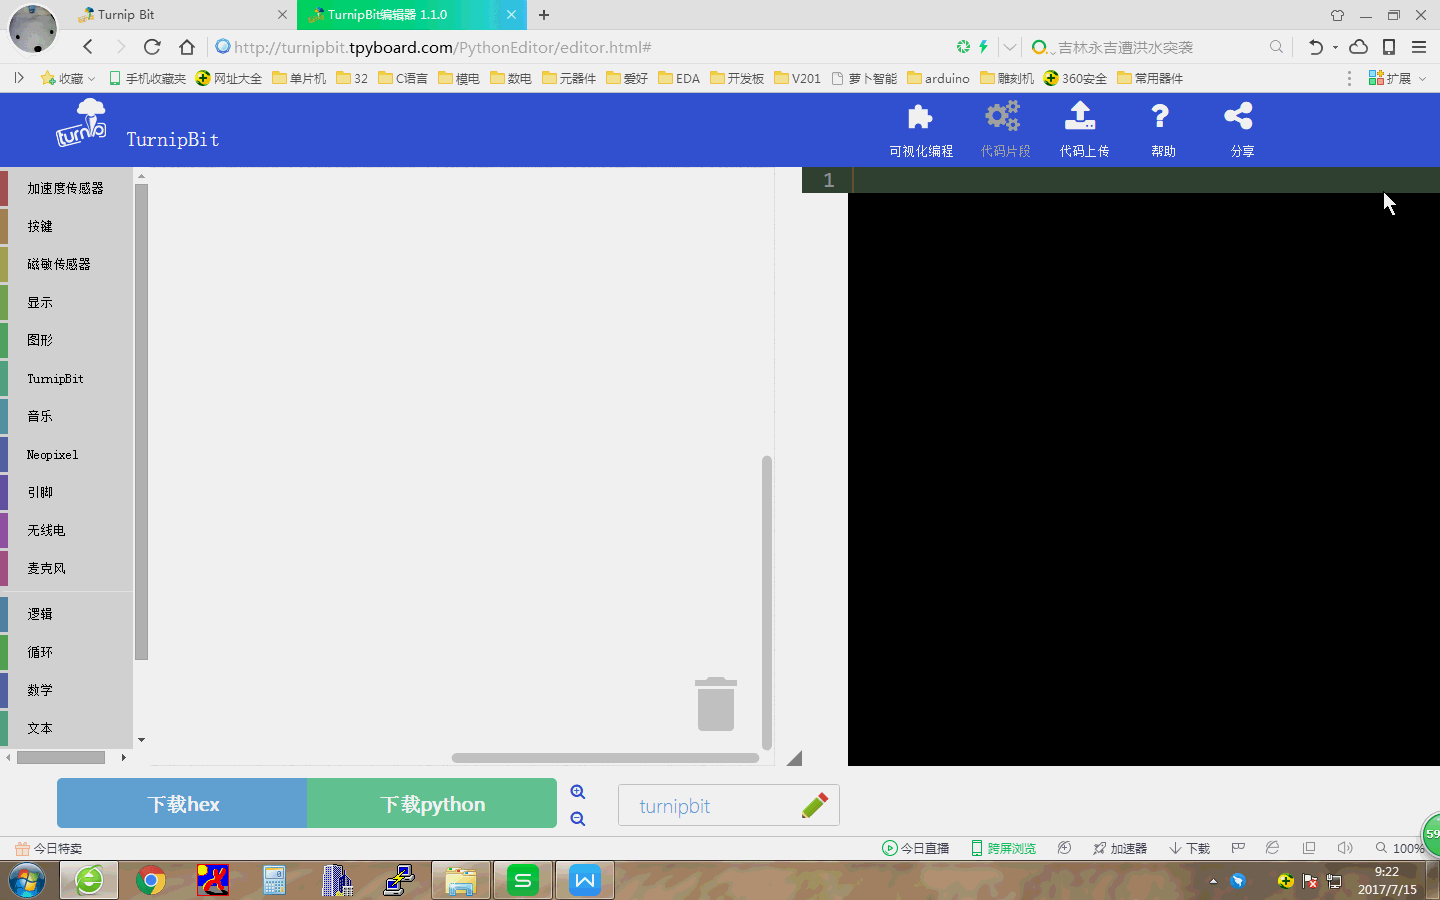 Turnip Bit
TurnipBit编辑器 1.1.0
http://turnipbit.tpyboard.com/PythonEditor/editor.html#
吉林永吉遭洪水突袭
收藏 手机收藏夹 网址大全 单片机 32 C语言 模电 数电 元器件 爱好 EDA 开发板 V201 萝卜智能 arduino 雕刻机 360安全 常用器件 扩展
turnip
TurnipBit
可视化编程 代码片段 代码上传 帮助 分享
加速度传感器
按键
磁敏传感器
显示
图形
TurnipBit
音乐
Neopixel
引脚
无线电
麦克风
逻辑
循环
数学
文本
1
下载hex
下载python
turnipbit
59
今日特卖
今日直播 跨屏浏览 加速器 下载 100%
9:22
2017/7/15